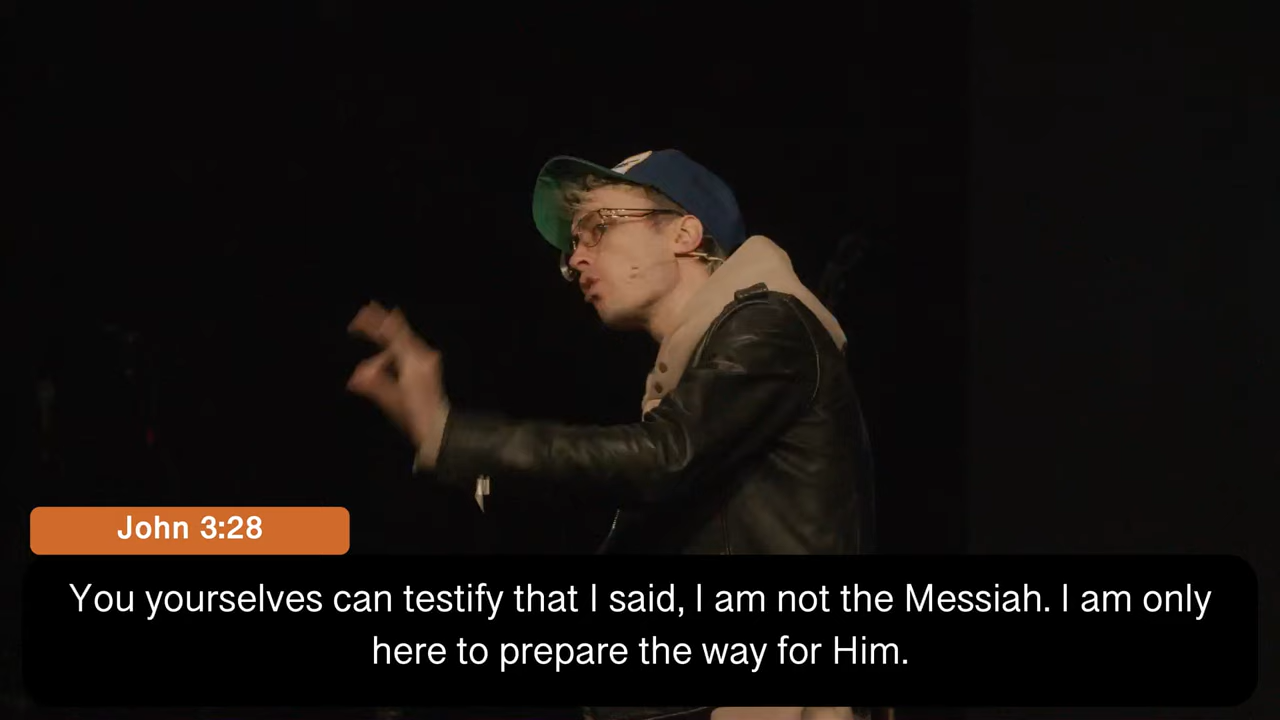 John 3:28
You yourselves can testify that I said, I am not the Messiah. I am only
here to prepare the way for Him.